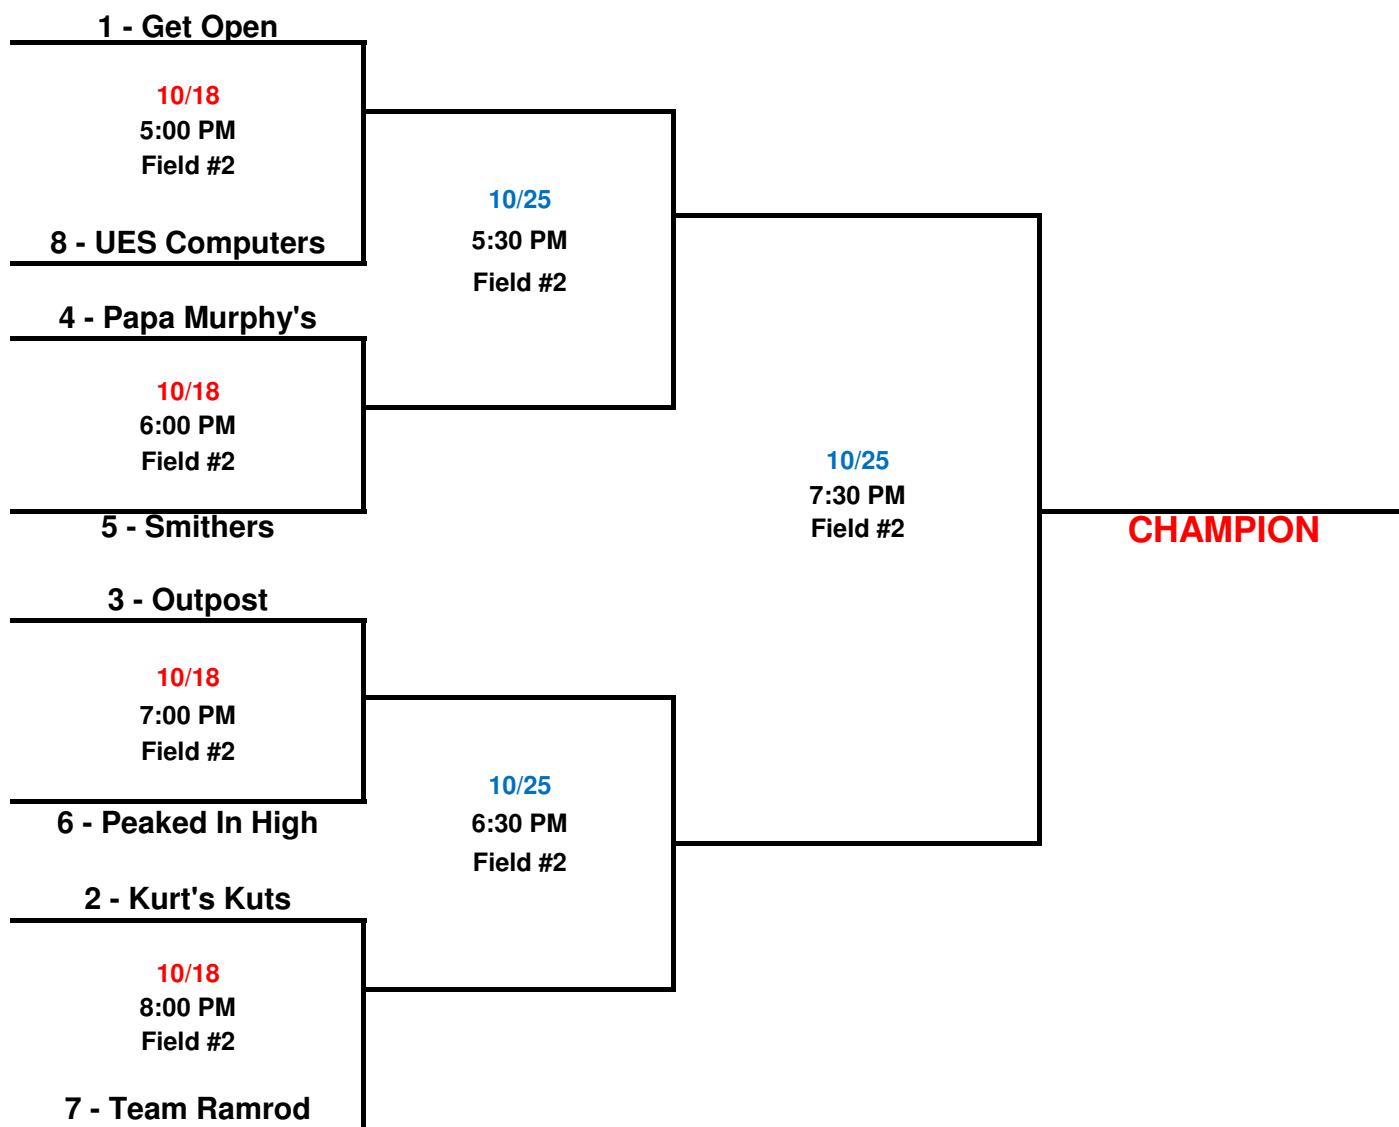 1 - Get Open
10/18
5:00 PM
Field #2
8 - UES Computers
10/25
5:30 PM
Field #2
4 - Papa Murphy's
10/18
6:00 PM
Field #2
5 - Smithers
10/25
7:30 PM
Field #2
CHAMPION
3 - Outpost
10/18
7:00 PM
Field #2
6 - Peaked In High
10/25
6:30 PM
Field #2
2 - Kurt's Kuts
10/18
8:00 PM
Field #2
7 - Team Ramrod